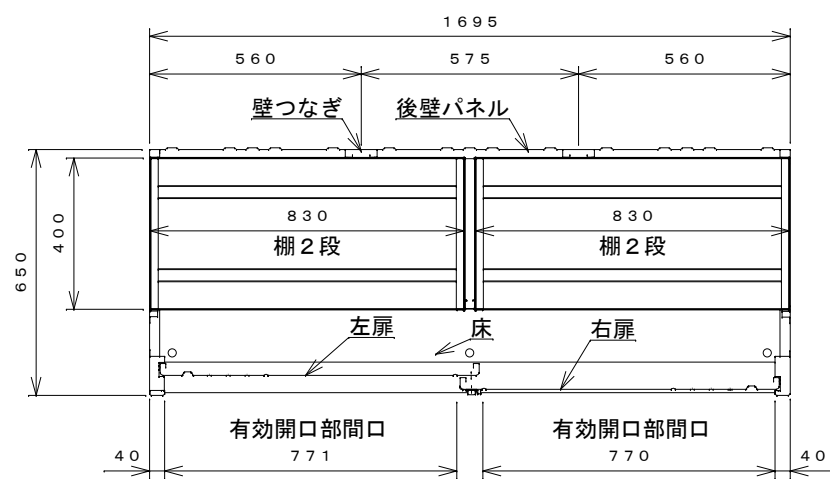 1695
560 575 560
壁つなぎ 後壁パネル
830 830
棚2段 棚2段
400
650
左扉 床 右扉
有効開口部間口 有効開口部間口
40 771 770 40